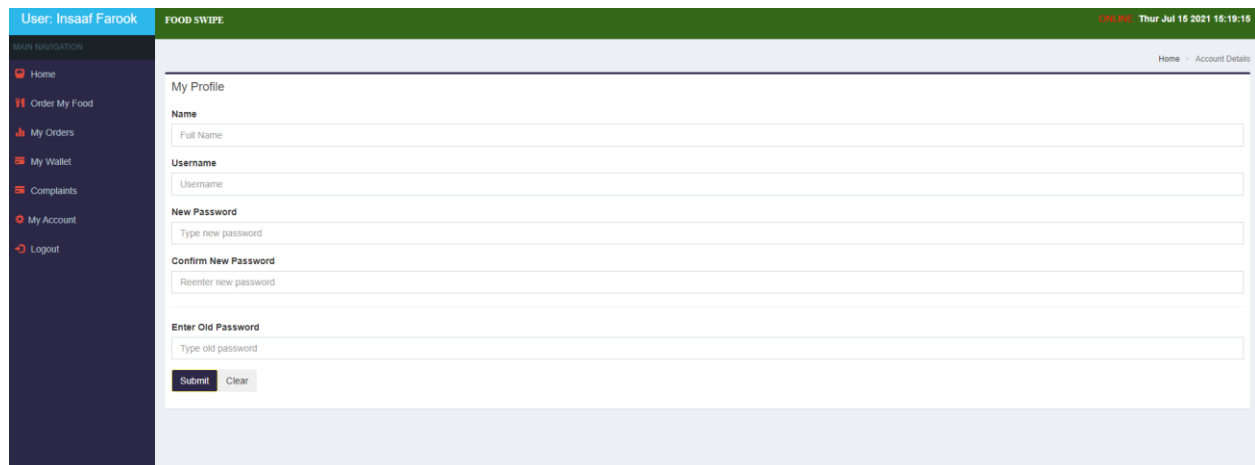 User: Insaaf Farook
FOOD SWIPE
ONLINE Thur Jul 15 2021 15:19:15
MAIN NAVIGATION
Home
Order My Food
My Orders
My Wallet
Complaints
My Account
Logout
Home > Account Details
My Profile
Name
Full Name
Username
Username
New Password
Type new password
Confirm New Password
Reenter new password
Enter Old Password
Type old password
Submit Clear